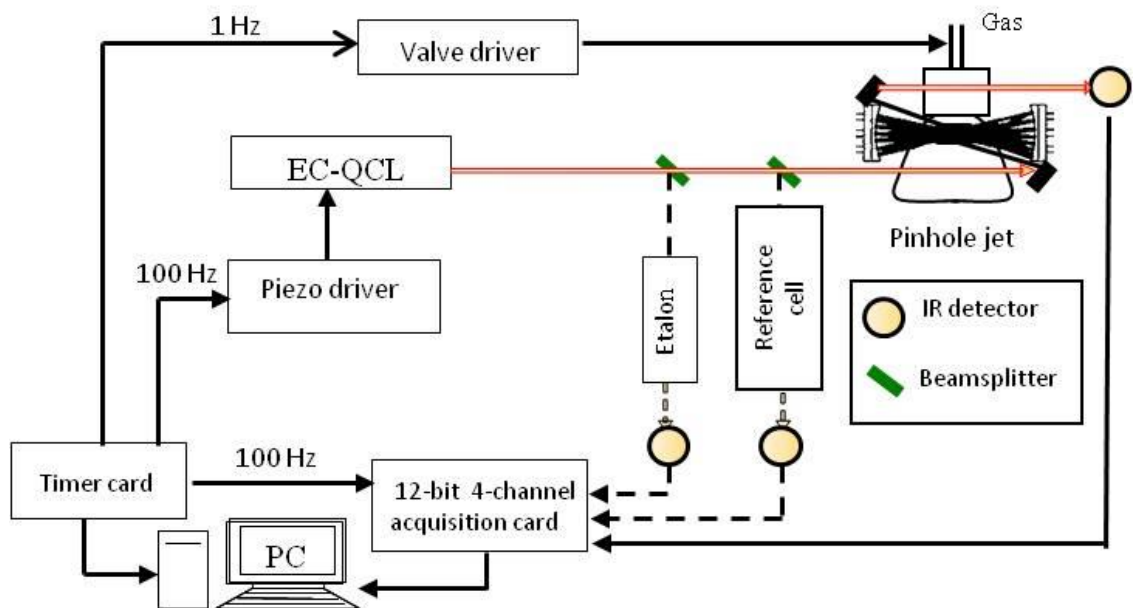 1 Hz
Valve driver
Gas
EC-QCL
Pinhole jet
100 Hz
Piezo driver
Etalon
Reference
cell
IR detector
Beamsplitter
Timer card
100 Hz
12-bit 4-channel
acquisition card
PC